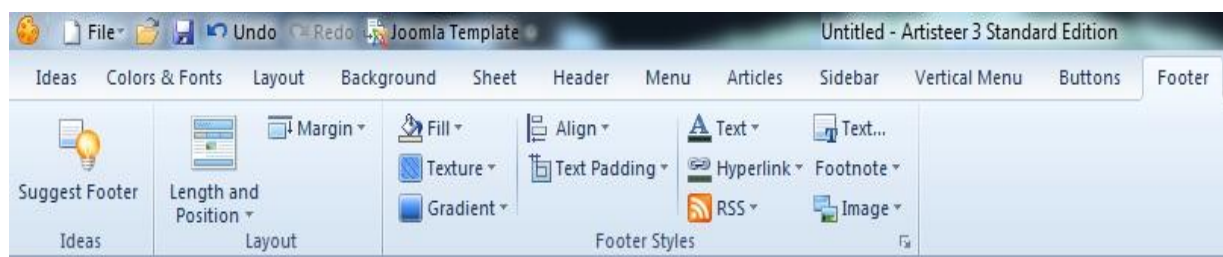 File Undo Redo Joomla Template Untitled - Artisteer 3 Standard Edition
Ideas Colors & Fonts Layout Background Sheet Header Menu Articles Sidebar Vertical Menu Buttons Footer
Suggest Footer
Ideas
Length and
Position
Margin
Layout
Fill
Texture
Gradient
Align
Text Padding
Text
Hyperlink
RSS
Text...
Footnote
Image
Footer Styles